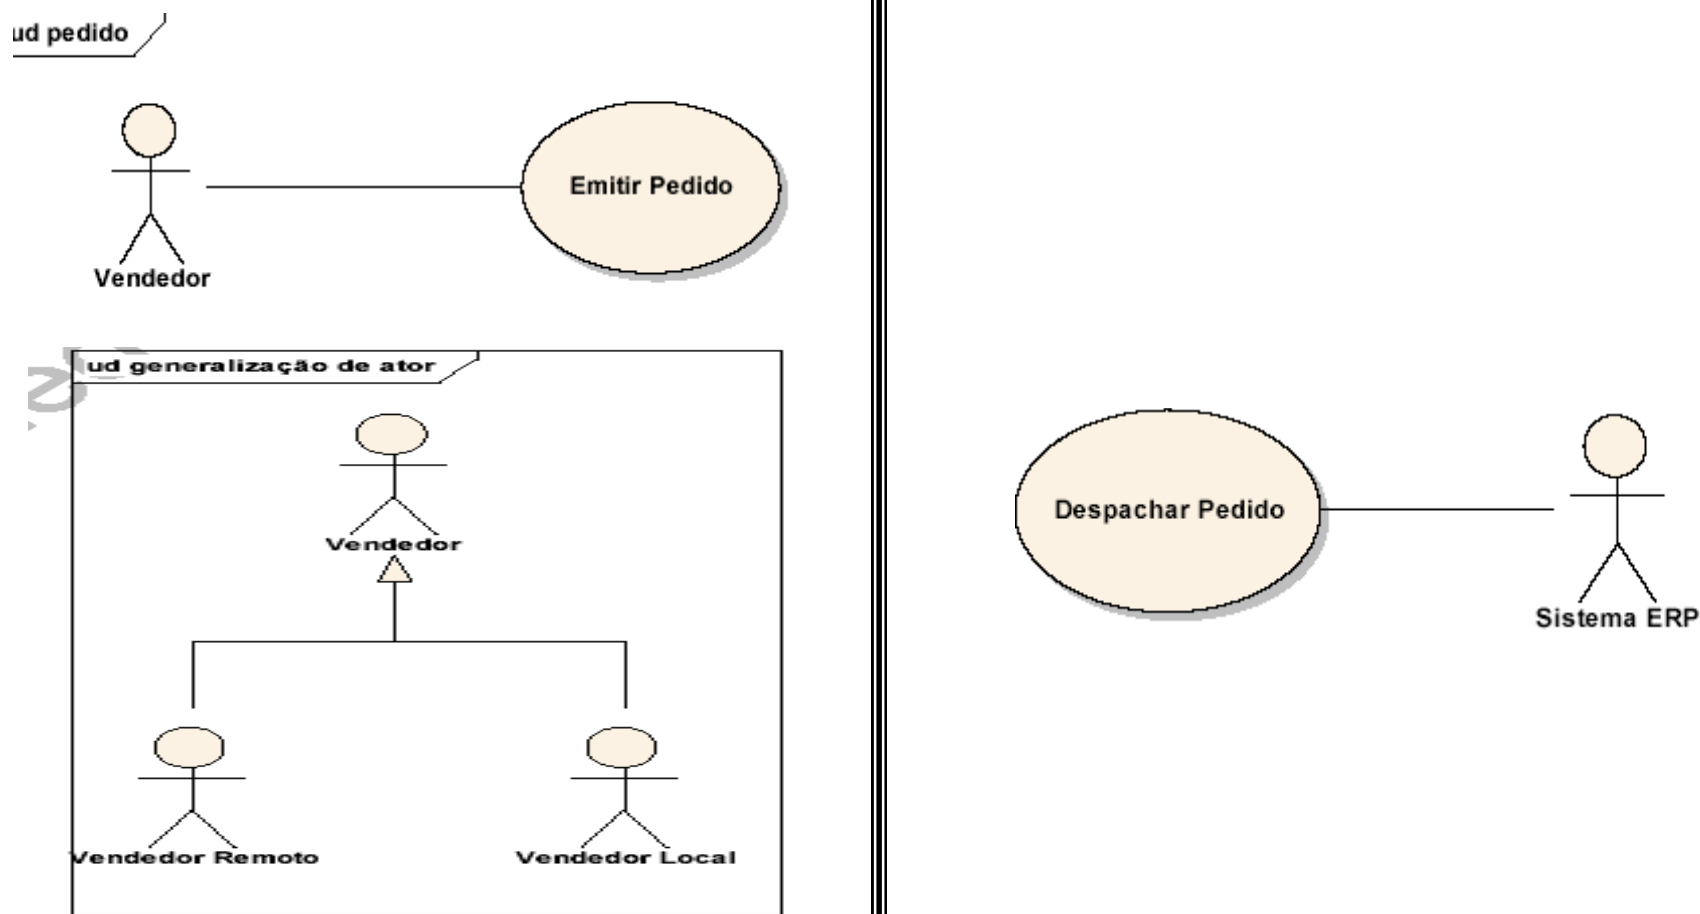 ud pedido
Emitir Pedido
Vendedor
ud generalização de ator
Vendedor
Vendedor Remoto
Vendedor Local
Despachar Pedido
Sistema ERP